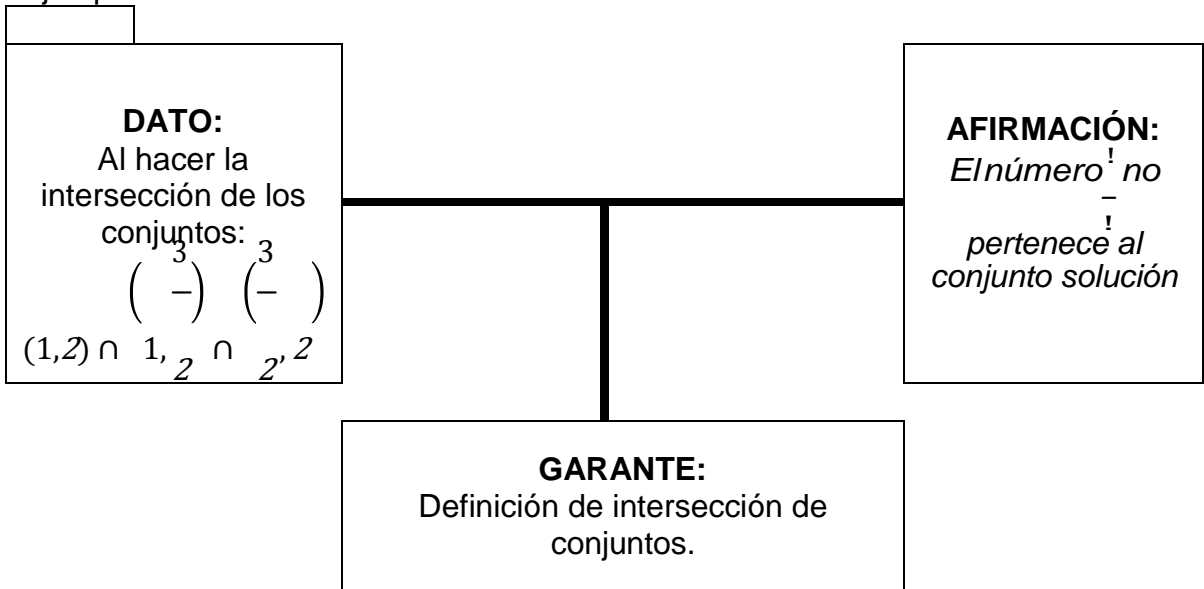 DATO:
Al hacer la
intersección de los
conjuntos:
(1,2) ∩ (1, 3/2) ∩ (3/2, 2)
AFIRMACIÓN:
El número ! / ! no
pertenece al
conjunto solución
GARANTE:
Definición de intersección de
conjuntos.